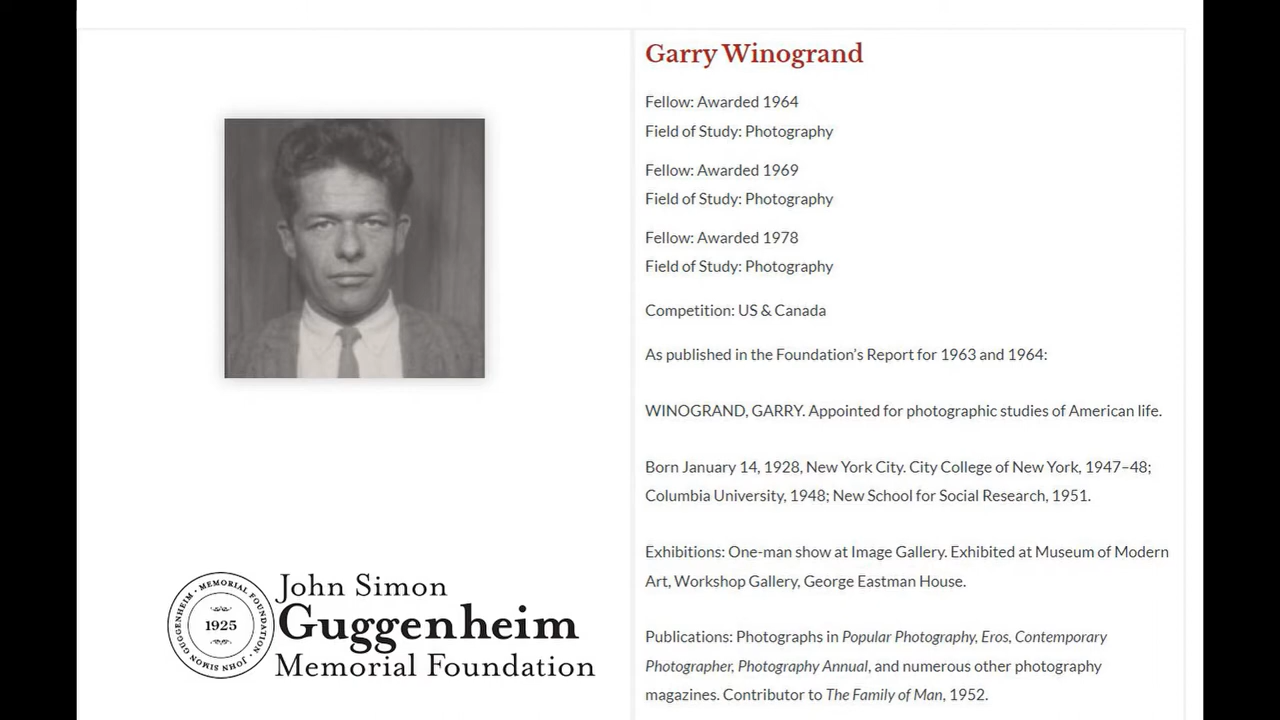 Garry Winogrand
Fellow: Awarded 1964
Field of Study: Photography
Fellow: Awarded 1969
Field of Study: Photography
Fellow: Awarded 1978
Field of Study: Photography
Competition: US & Canada
As published in the Foundation’s Report for 1963 and 1964:
WINOGRAND, GARRY. Appointed for photographic studies of American life.
Born January 14, 1928, New York City. City College of New York, 1947–48;
Columbia University, 1948; New School for Social Research, 1951.
Exhibitions: One-man show at Image Gallery. Exhibited at Museum of Modern
Art, Workshop Gallery, George Eastman House.
Publications: Photographs in Popular Photography, Eros, Contemporary
Photographer, Photography Annual, and numerous other photography
magazines. Contributor to The Family of Man, 1952.
JOHN SIMON GUGGENHEIM · MEMORIAL FOUNDATION ·
1925
John Simon
Guggenheim
Memorial Foundation